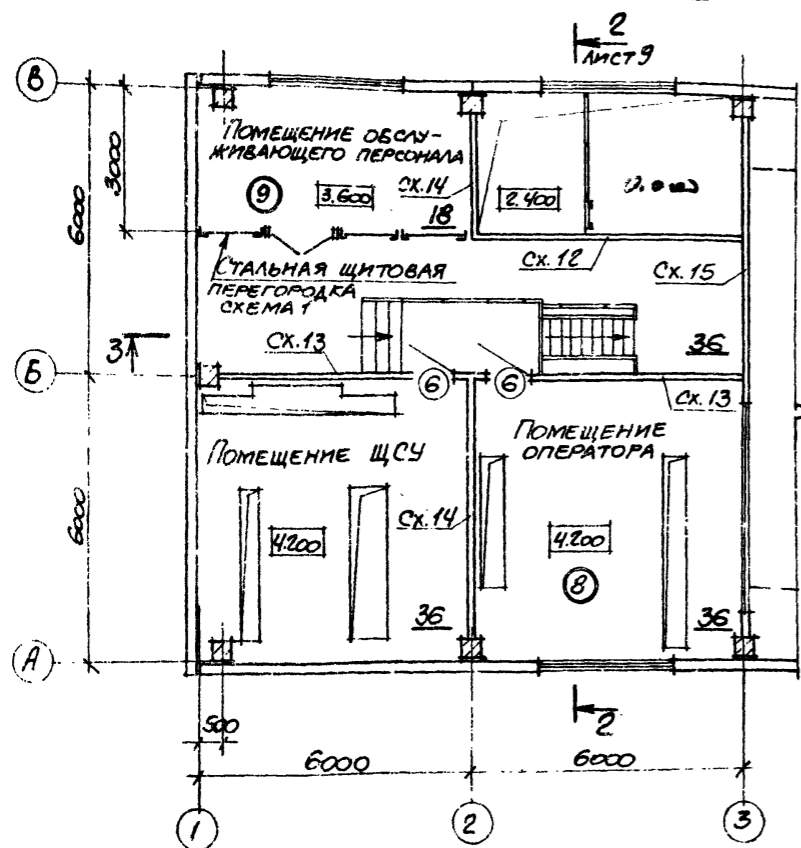 2
Лист 9
В
Помещение обслу-
живающего персонала
9
3.600
Сх.14
2.400
18
3000
6000
Сх.12
Сх.15
Стальная щитовая
перегородка
схема 1
3
Сх.13
36
Б
6
6
Сх.13
Помещение ЩСУ
Помещение
оператора
6000
4.200
Сх.14
4.200
8
36
36
А
500
2
6000
6000
1
2
3